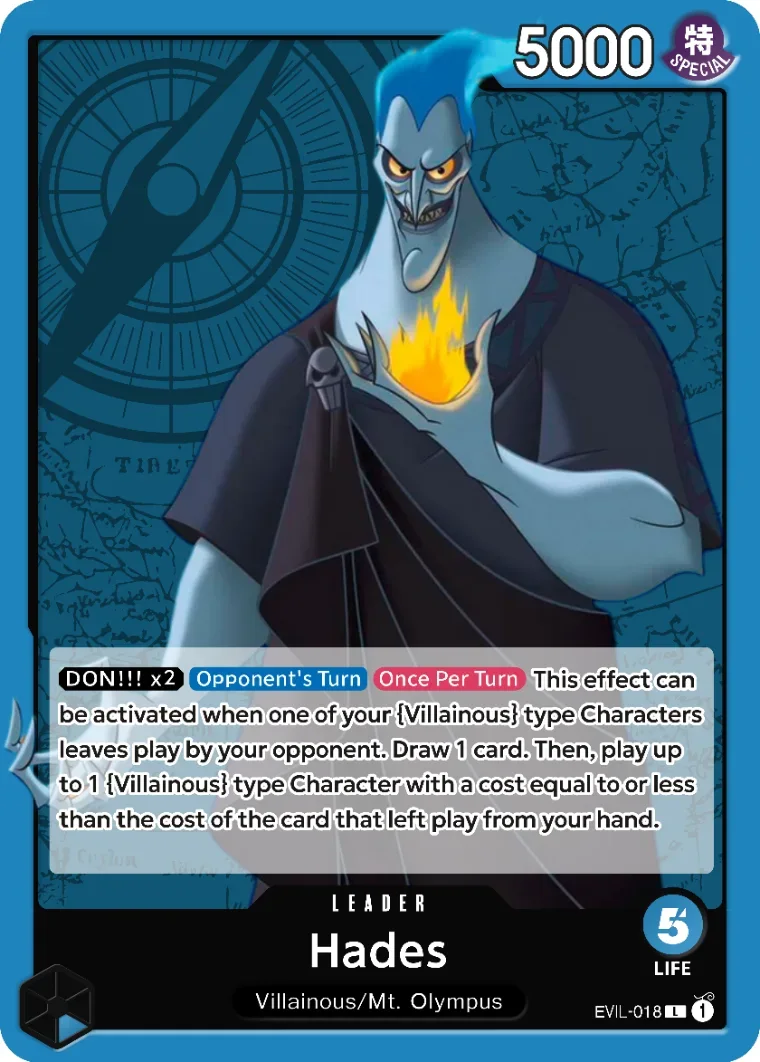 5000
特
SPECIAL
TIRES
DON!!! x2 Opponent's Turn Once Per Turn This effect can
be activated when one of your {Villainous} type Characters
leaves play by your opponent. Draw 1 card. Then, play up
to 1 {Villainous} type Character with a cost equal to or less
than the cost of the card that left play from your hand.
LEADER
Hades
5
LIFE
Villainous/Mt. Olympus
EVIL-018 L 1